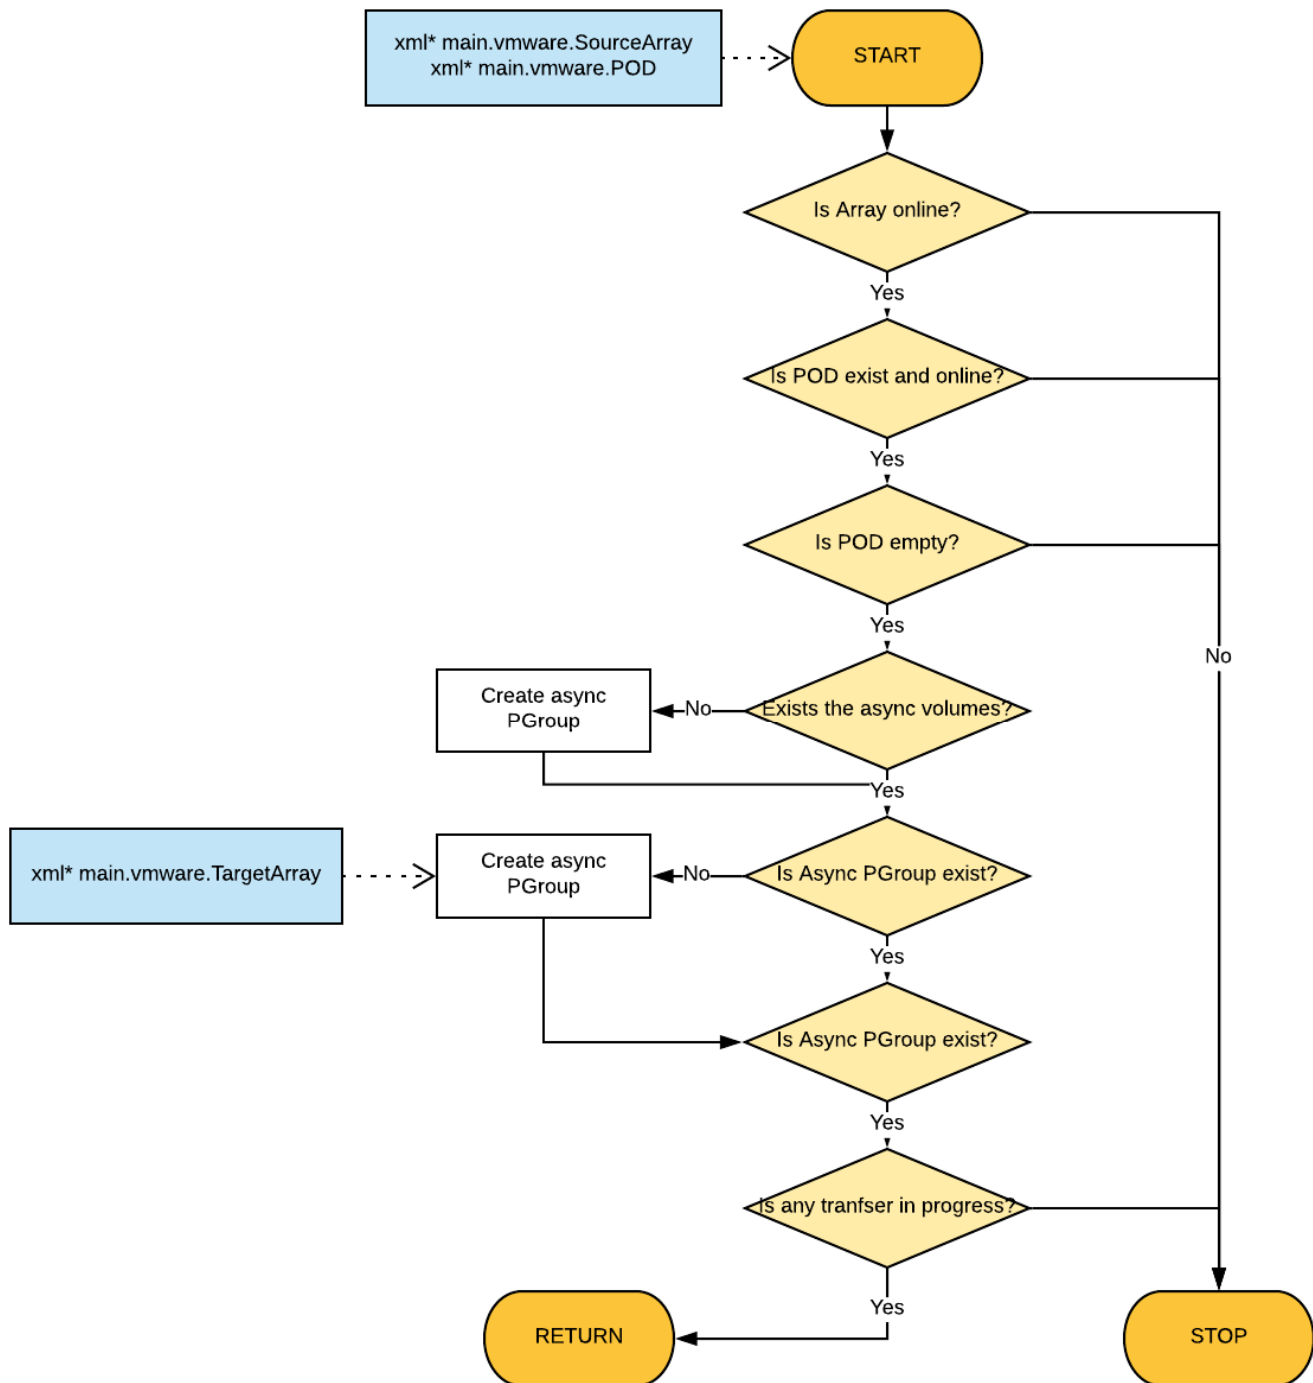 xml* main.vmware.SourceArray
xml* main.vmware.POD
START
Is Array online?
Yes
Is POD exist and online?
Yes
Is POD empty?
Yes
No
Create async
PGroup
No
Exists the async volumes?
Yes
xml* main.vmware.TargetArray
Create async
PGroup
No
Is Async PGroup exist?
Yes
Is Async PGroup exist?
Yes
Is any tranfser in progress?
Yes
RETURN
STOP